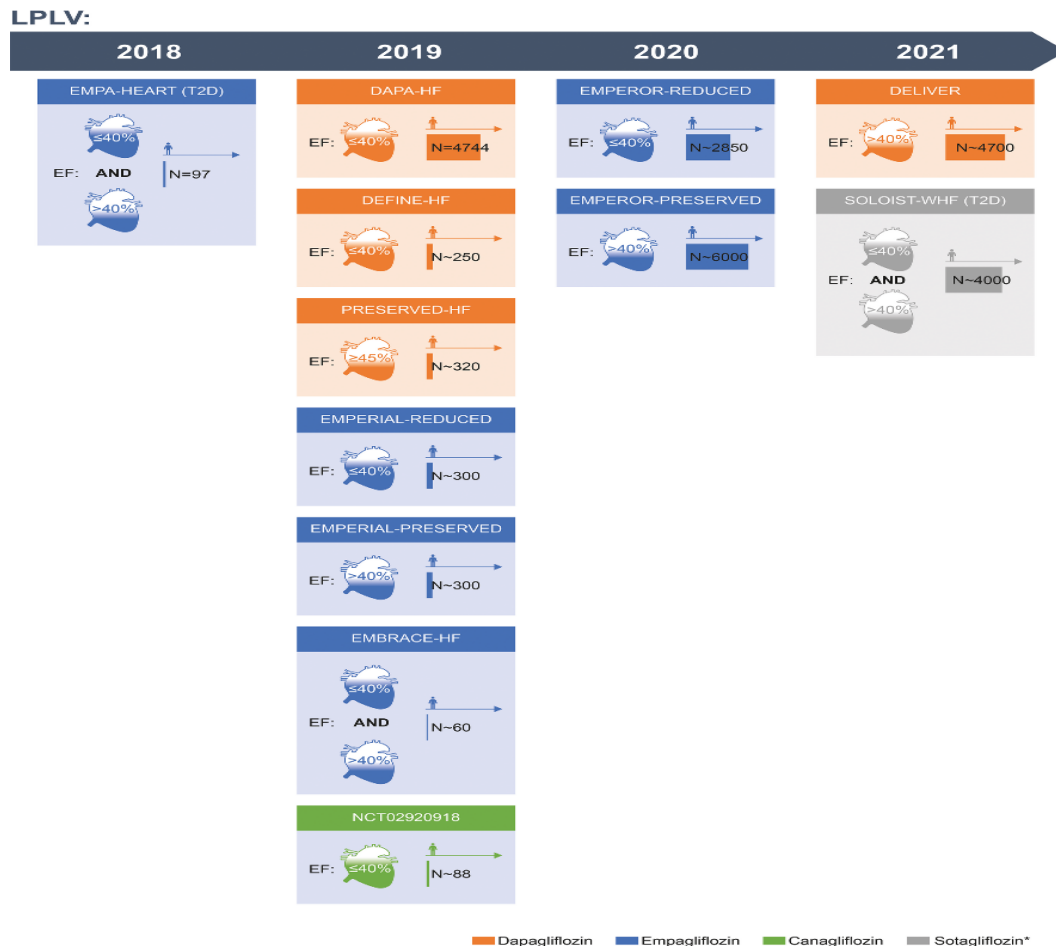 LPLV:
2018 2019 2020 2021
EMPA-HEART (T2D)
≤40%
EF: AND
N=97
>40%
DAPA-HF
EF: ≤40%
N=4744
DEFINE-HF
EF: ≤40%
N~250
PRESERVED-HF
EF: ≥45%
N~320
EMPERIAL-REDUCED
EF: ≤40%
N~300
EMPERIAL-PRESERVED
EF: >40%
N~300
EMBRACE-HF
≤40%
EF: AND
N~60
>40%
NCT02920918
EF: ≤40%
N~88
EMPEROR-REDUCED
EF: ≤40%
N~2850
EMPEROR-PRESERVED
EF: >40%
N~6000
DELIVER
EF: >40%
N~4700
SOLOIST-WHF (T2D)
≤40%
EF: AND
N~4000
>40%
Dapagliflozin Empagliflozin Canagliflozin Sotagliflozin*